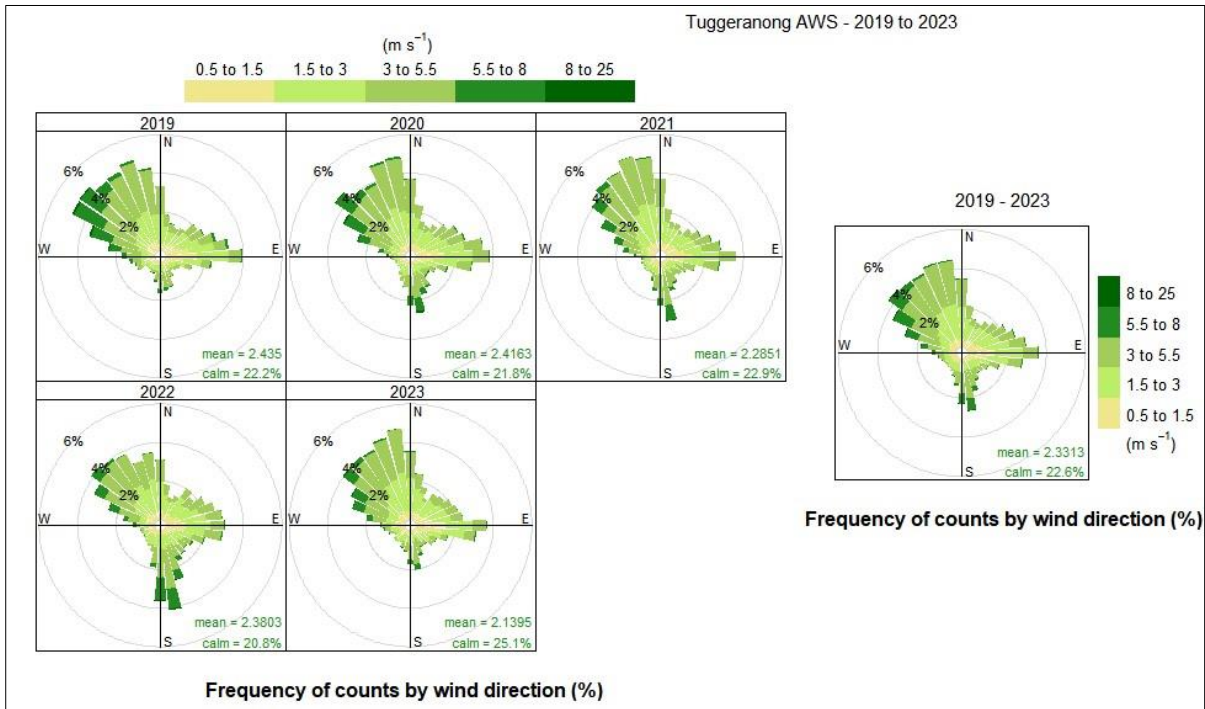 Tuggeranong AWS - 2019 to 2023
(m s⁻¹)
0.5 to 1.5 1.5 to 3 3 to 5.5 5.5 to 8 8 to 25
2019 2020 2021
N N N
6% 6% 6%
4% 4% 4%
2% 2% 2%
W E W E W E
mean = 2.435 mean = 2.4163 mean = 2.2851
calm = 22.2% calm = 21.8% calm = 22.9%
S S S
2022 2023
N N
6% 6%
4% 4%
2% 2%
W E W E
mean = 2.3803 mean = 2.1395
calm = 20.8% calm = 25.1%
S S
Frequency of counts by wind direction (%)
2019 - 2023
N
6%
4%
2%
W E
mean = 2.3313
calm = 22.6%
S
8 to 25
5.5 to 8
3 to 5.5
1.5 to 3
0.5 to 1.5
(m s⁻¹)
Frequency of counts by wind direction (%)